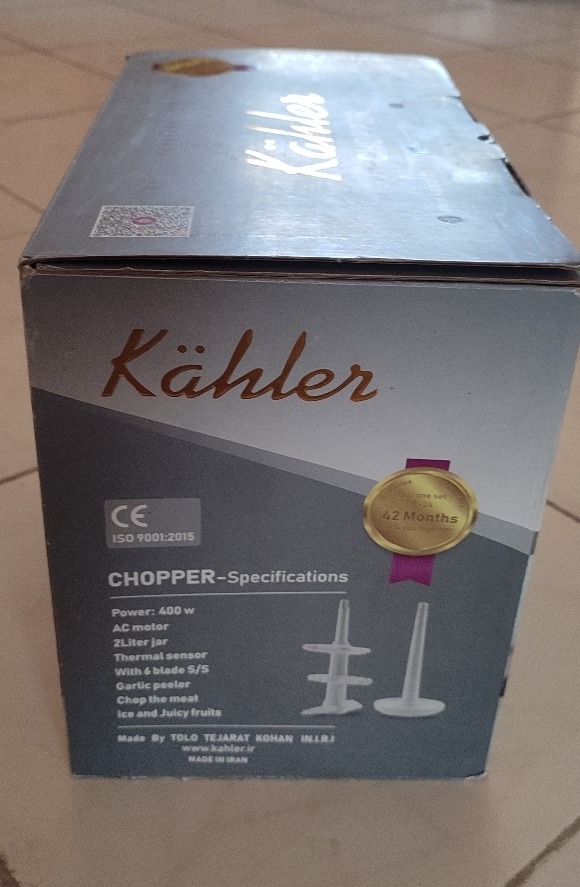 Kähler
Kähler
one set
42 Months
CE
ISO 9001:2015
CHOPPER-Specifications
Power: 400 w
AC motor
2Liter jar
Thermal sensor
With 6 blade S/S
Garlic peeler
Chop the meat
Ice and Juicy fruits
Made By TOLO TEJARAT KOHAN IN.I.R.I
www.kahler.ir
MADE IN IRAN